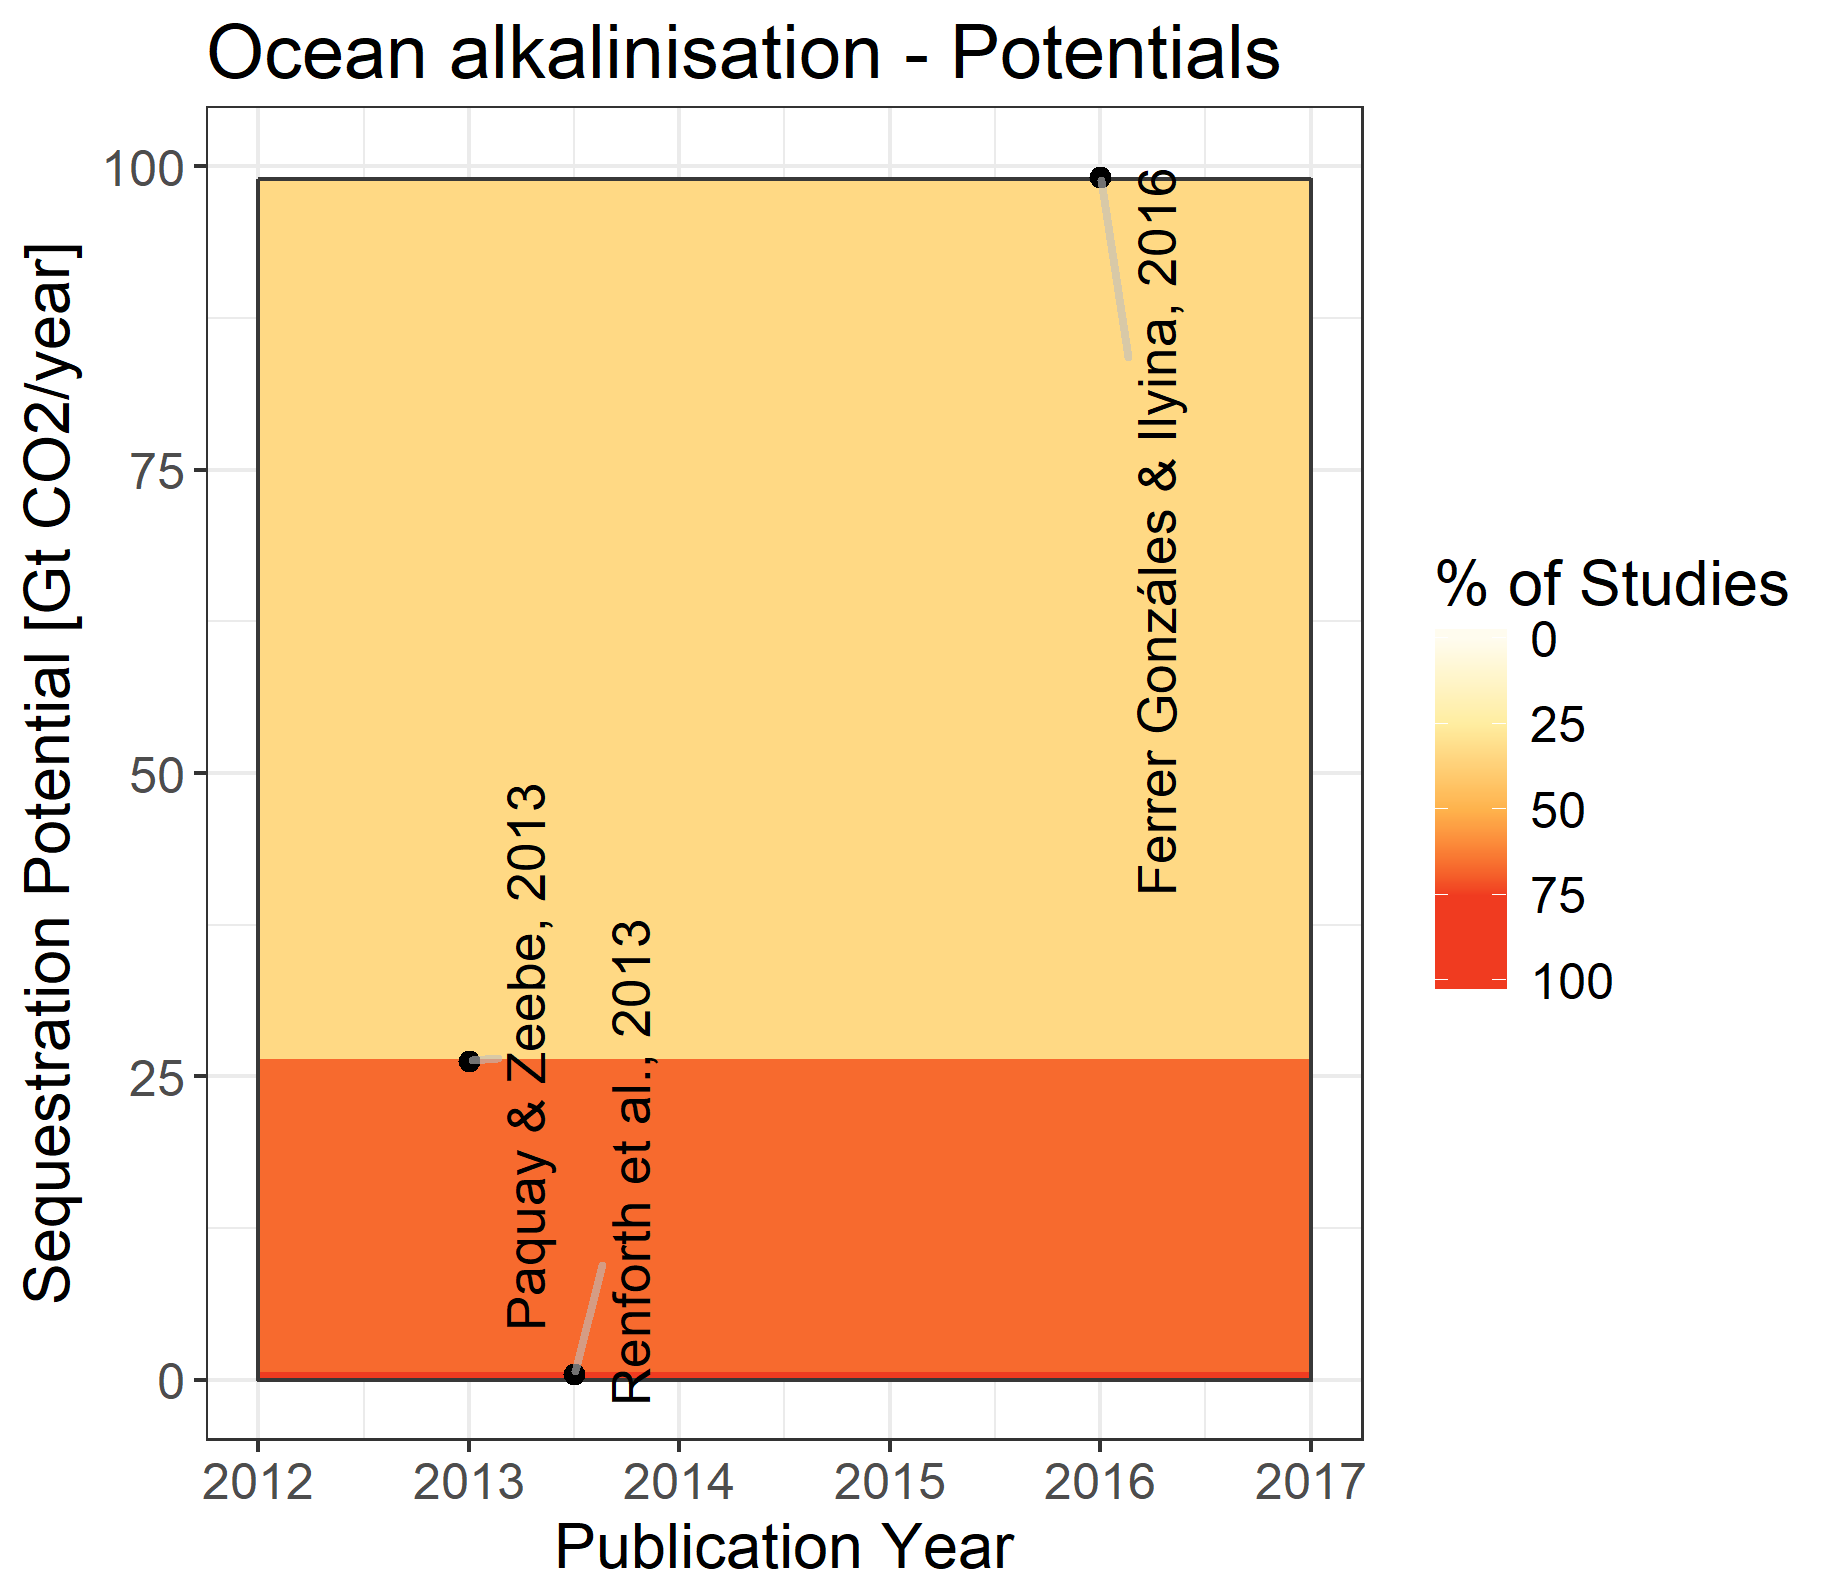 Ocean alkalinisation - Potentials
Sequestration Potential [Gt CO2/year]
100
75
50
25
0
Paquay & Zeebe, 2013
Renforth et al., 2013
Ferrer Gonzáles & Ilyina, 2016
2012
2013
2014
2015
2016
2017
Publication Year
% of Studies
0
25
50
75
100